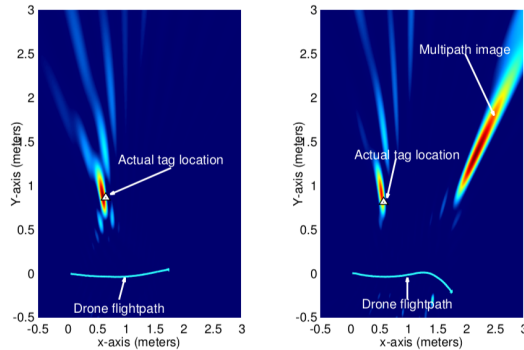 3
3
Multipath image
2.5
2.5
2
2
Y-axis (meters)
Y-axis (meters)
1.5
1.5
Actual tag location
Actual tag location
1
1
0.5
0.5
0
0
Drone flightpath
Drone flightpath
-0.5
-0.5
-0.5 0 0.5 1 1.5 2 2.5 3
-0.5 0 0.5 1 1.5 2 2.5 3
x-axis (meters)
x-axis (meters)